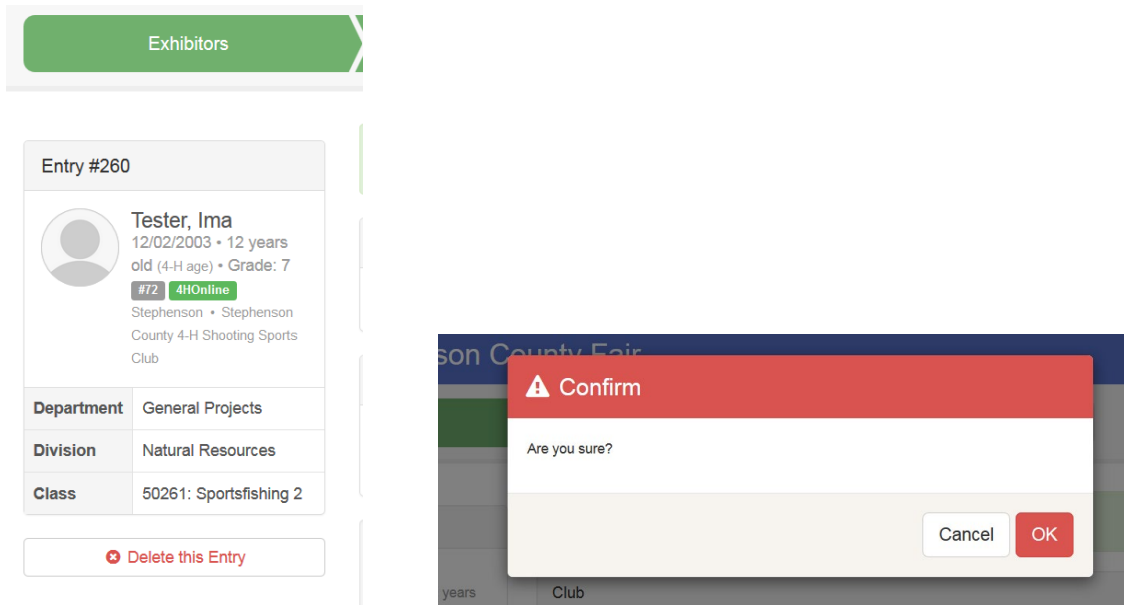 Exhibitors
Entry #260
Tester, Ima
12/02/2003 • 12 years
old (4-H age) • Grade: 7
#72 4HOnline
Stephenson • Stephenson
County 4-H Shooting Sports
Club
Department General Projects
Division Natural Resources
Class 50261: Sportsfishing 2
Delete this Entry
son County Fair
Confirm
Are you sure?
Cancel OK
years Club